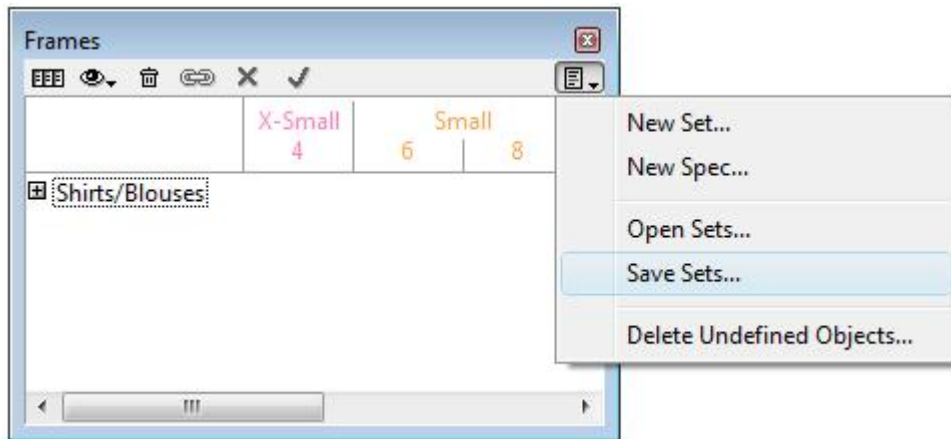 Frames
X-Small Small
4 6 8
Shirts/Blouses
New Set...
New Spec...
Open Sets...
Save Sets...
Delete Undefined Objects...